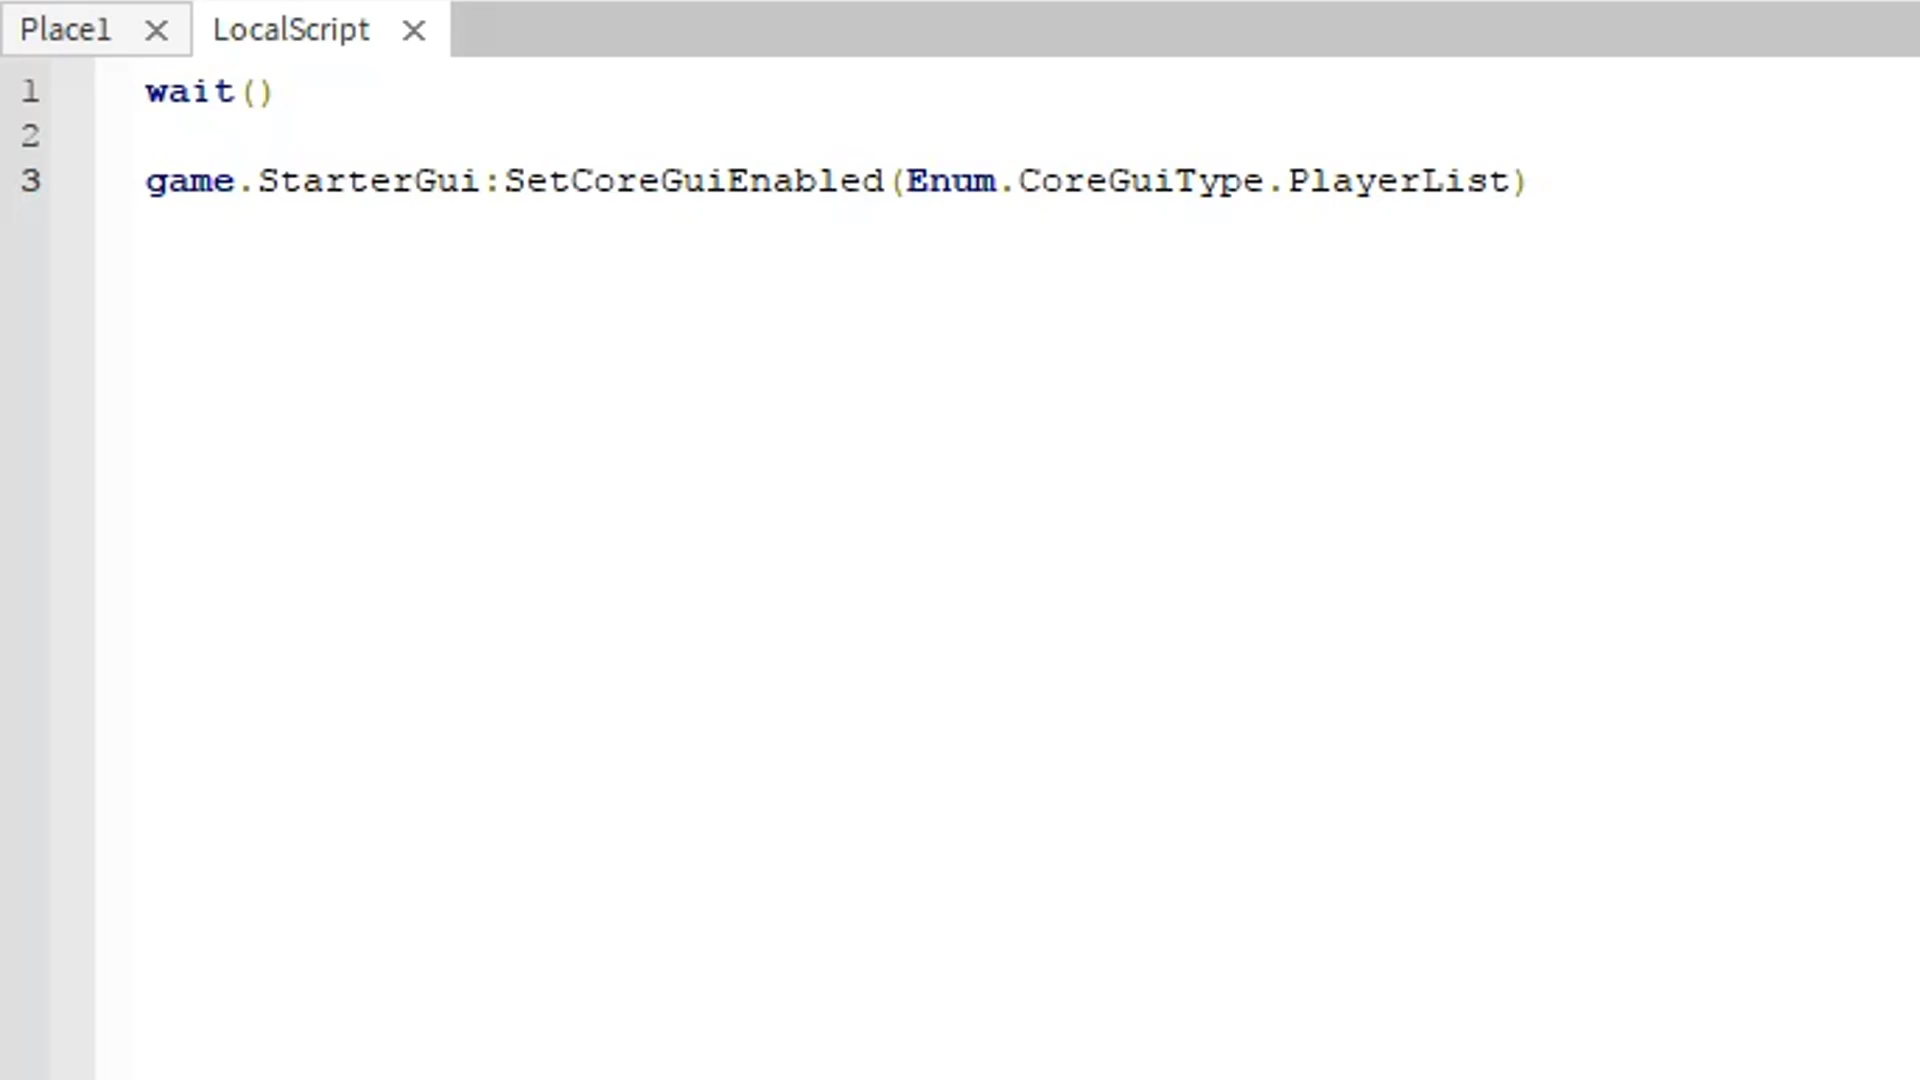 Place1 LocalScript
1 wait()
2
3 game.StarterGui:SetCoreGuiEnabled(Enum.CoreGuiType.PlayerList)